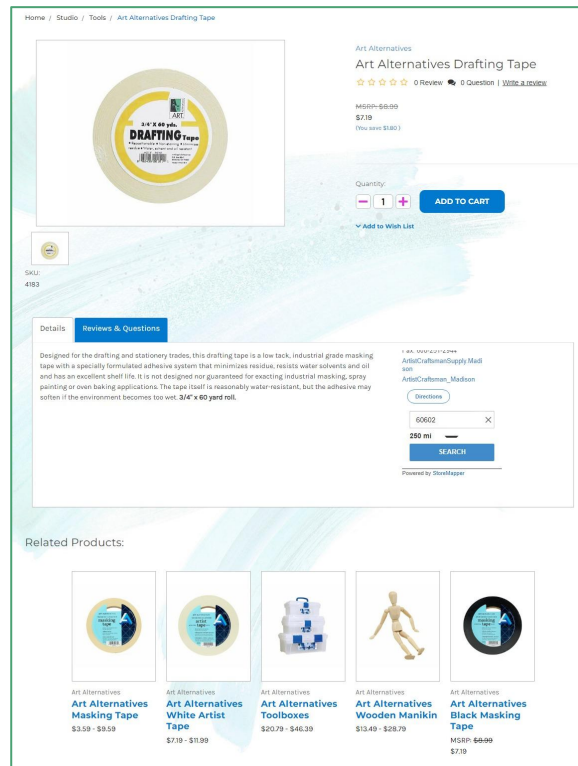 Home / Studio / Tools / Art Alternatives Drafting Tape
Art Alternatives
Art Alternatives Drafting Tape
0 Review 0 Question | Write a review
MSRP: $8.99
$7.19
(You save $1.80 )
ART.
3/4"X 60 yds.
DRAFTING Tape
Quantity:
1
ADD TO CART
Add to Wish List
SKU:
4183
Details
Reviews & Questions
Designed for the drafting and stationery trades, this drafting tape is a low tack, industrial grade masking
tape with a specially formulated adhesive system that minimizes residue, resists water solvents and oil
and has an excellent shelf life. It is not designed nor guaranteed for exacting industrial masking, spray
painting or oven baking applications. The tape itself is reasonably water-resistant, but the adhesive may
soften if the environment becomes too wet. 3/4" x 60 yard roll.
ArtistCraftsmanSupply Madi
son
ArtistCraftsman_Madison
Directions
60602
250 mi
SEARCH
Powered by StoreMapper
Related Products:
masking
tape
artist
tape
masking
tape
Art Alternatives
Art Alternatives
Masking Tape
$3.59 - $9.59
Art Alternatives
Art Alternatives
White Artist
Tape
$7.19 - $11.99
Art Alternatives
Art Alternatives
Toolboxes
$20.79 - $46.39
Art Alternatives
Art Alternatives
Wooden Manikin
$13.49 - $28.79
Art Alternatives
Art Alternatives
Black Masking
Tape
MSRP: $8.99
$7.19